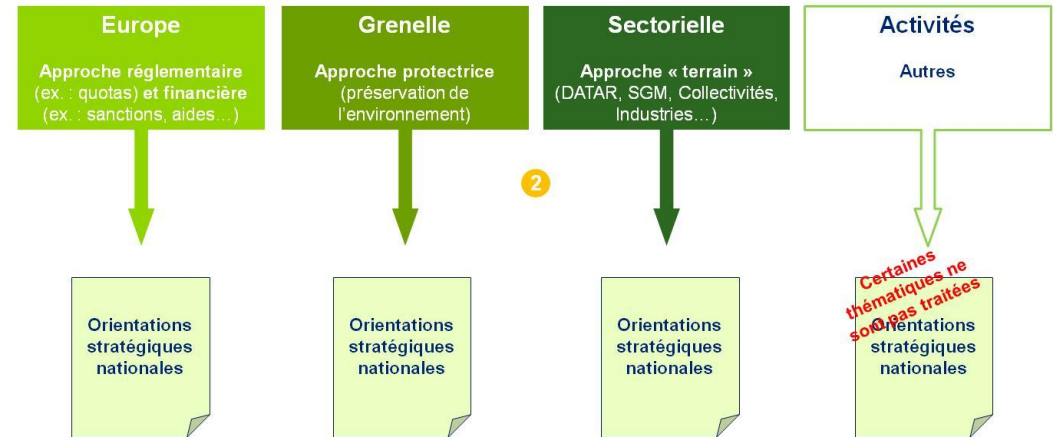 Europe
Approche réglementaire
(ex. : quotas) et financière
(ex. : sanctions, aides…)
Grenelle
Approche protectrice
(préservation de
l'environnement)
Sectorielle
Approche « terrain »
(DATAR, SGM, Collectivités,
Industries…)
Activités
Autres
2
Orientations
stratégiques
nationales
Orientations
stratégiques
nationales
Orientations
stratégiques
nationales
Certaines
thématiques ne
sont pas traitées
Orientations
stratégiques
nationales